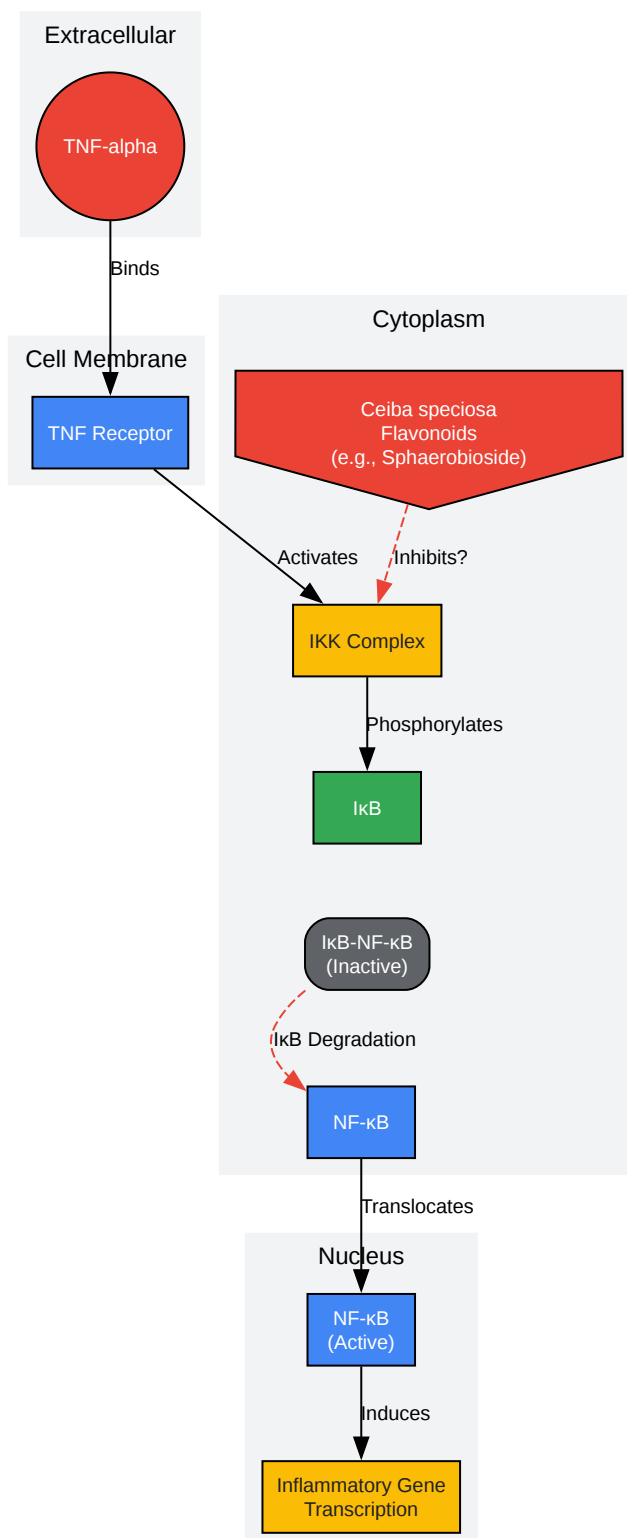 Extracellular
TNF-alpha
Binds
Cytoplasm
Cell Membrane
TNF Receptor
Ceiba speciosa
Flavonoids
(e.g., Sphaerobioside)
Activates
Inhibits?
IKK Complex
Phosphorylates
IκB
IκB-NF-κB
(Inactive)
IκB Degradation
NF-κB
Translocates
Nucleus
NF-κB
(Active)
Induces
Inflammatory Gene
Transcription